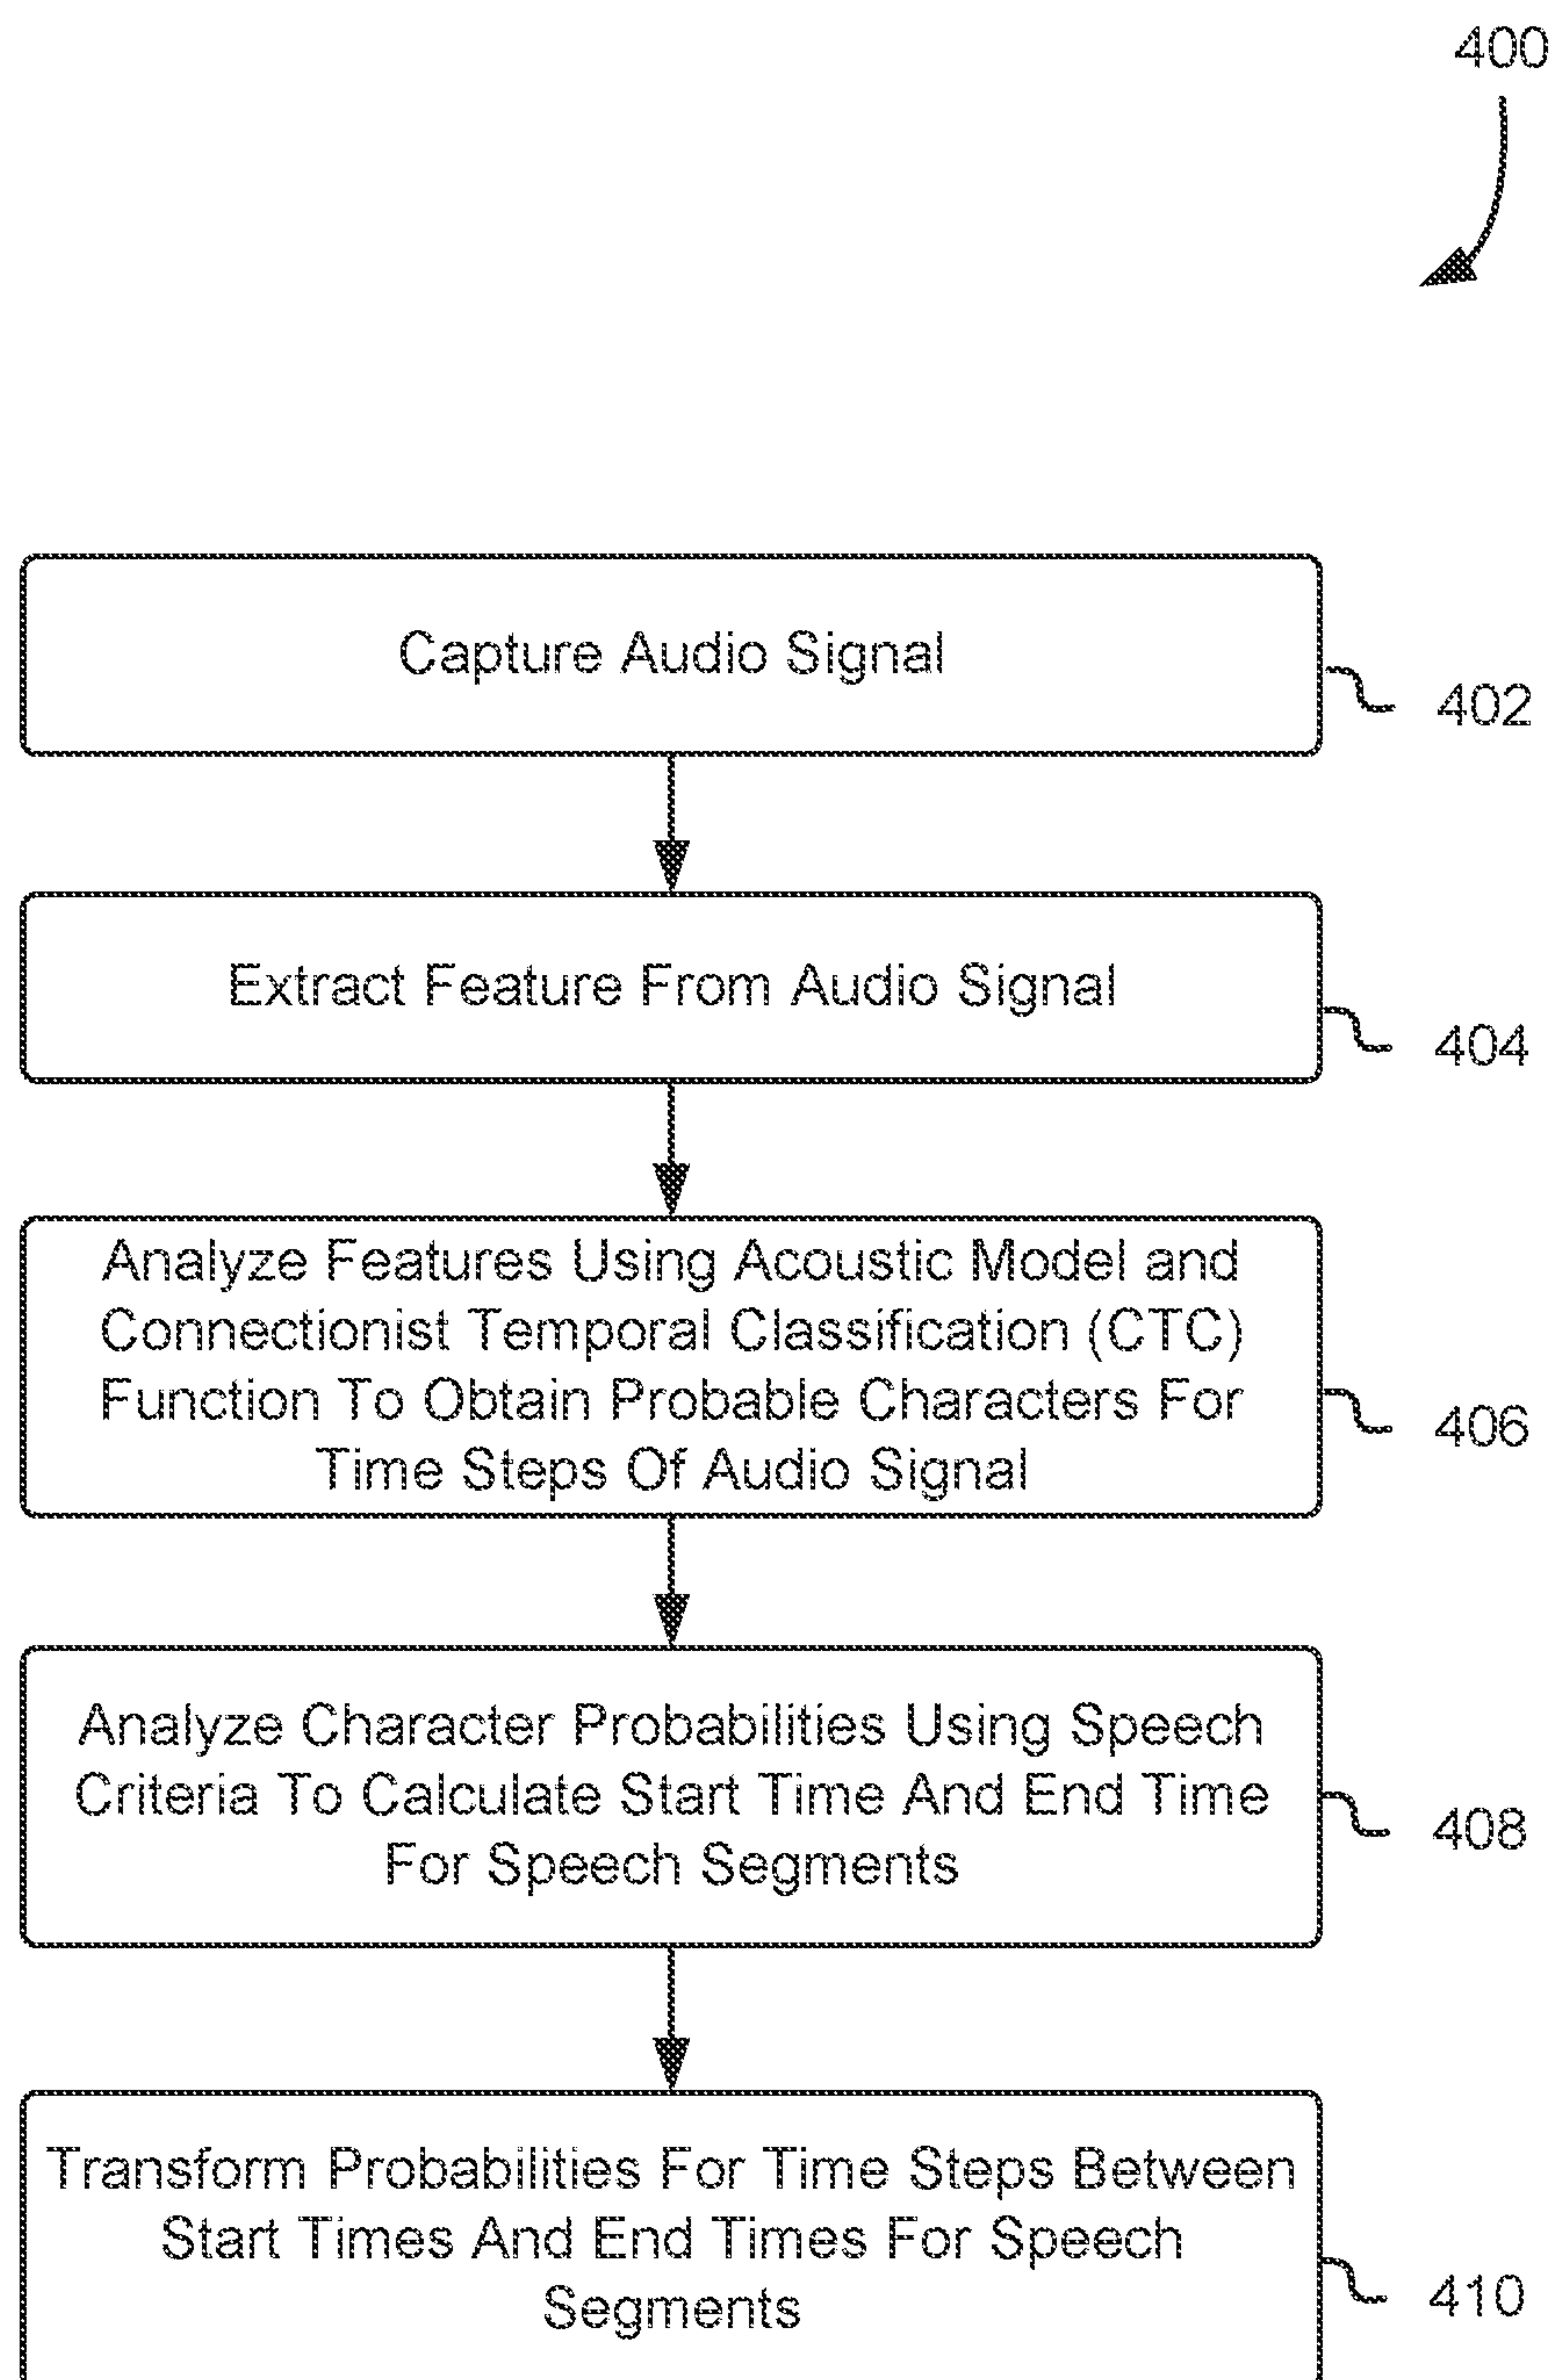 400
Capture Audio Signal
402
Extract Feature From Audio Signal
404
Analyze Features Using Acoustic Model and
Connectionist Temporal Classification (CTC)
Function To Obtain Probable Characters For
Time Steps Of Audio Signal
406
Analyze Character Probabilities Using Speech
Criteria To Calculate Start Time And End Time
For Speech Segments
408
Transform Probabilities For Time Steps Between
Start Times And End Times For Speech
Segments
410